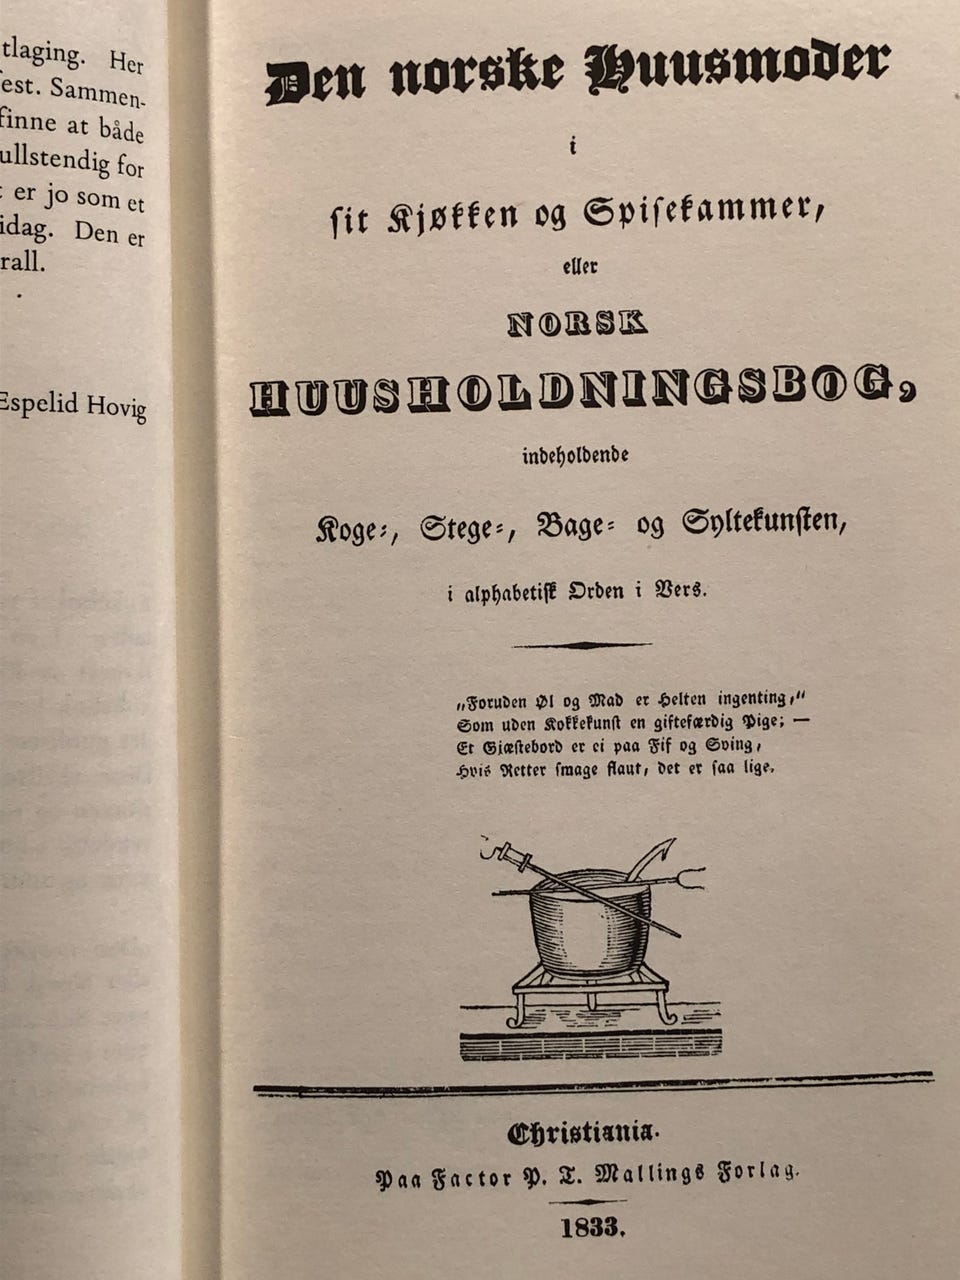 tlaging. Her
est. Sammen-
finne at både
ullstendig for
er jo som et
idag. Den er
rall.
Espelid Hovig
Den norske Huusmoder
i
sit Kjøkken og Spisekammer,
eller
NORSK
HUUSHOLDNINGSBOG,
indeholdende
Koge-, Stege-, Bage- og Syltekunsten,
i alphabetisk Orden i Vers.
„Foruden Øl og Mad er Helten ingenting,“
Som uden Kokkekunst en giftefærdig Pige; —
Et Gjæstebord er ei paa Fif og Sving,
Hvis Retter smage flaut, det er saa lige.
Christiania.
Paa Factor P. T. Mallings Forlag.
1833.